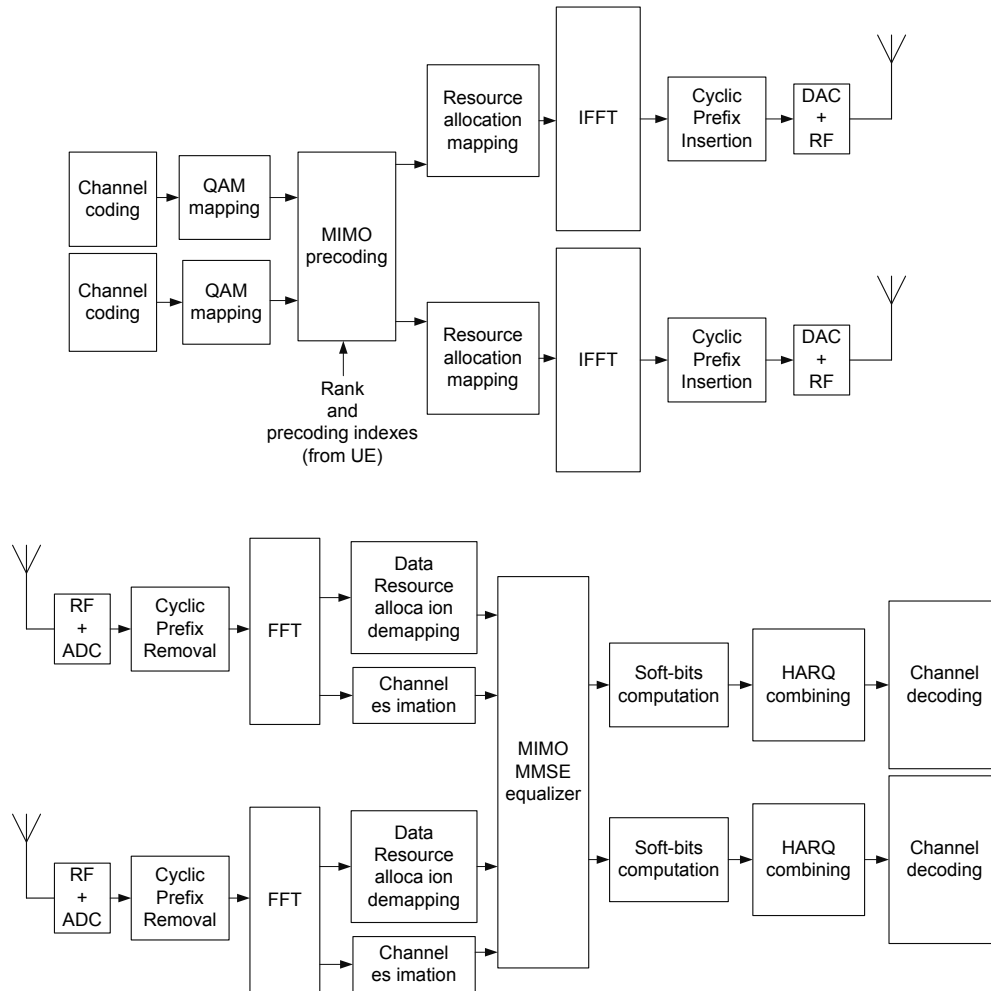 Channel
coding
QAM
mapping
Channel
coding
QAM
mapping
MIMO
precoding
Rank
and
precoding indexes
(from UE)
Resource
allocation
mapping
IFFT
Cyclic
Prefix
Insertion
DAC
+
RF
Resource
allocation
mapping
IFFT
Cyclic
Prefix
Insertion
DAC
+
RF
RF
+
ADC
Cyclic
Prefix
Removal
FFT
Data
Resource
alloca ion
demapping
Channel
es imation
RF
+
ADC
Cyclic
Prefix
Removal
FFT
Data
Resource
alloca ion
demapping
Channel
es imation
MIMO
MMSE
equalizer
Soft-bits
computation
HARQ
combining
Channel
decoding
Soft-bits
computation
HARQ
combining
Channel
decoding